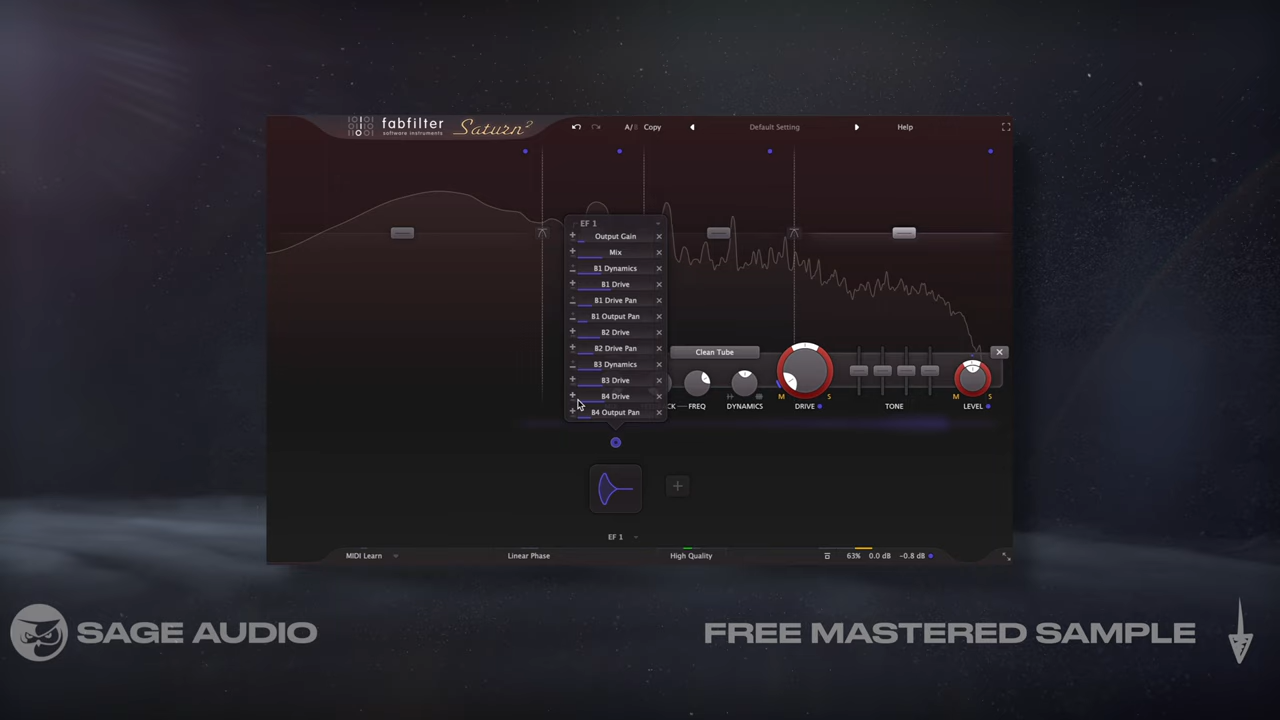 fabfilter
software instruments
Saturn 2
A/B
Copy
Default Setting
Help
EF 1
Output Gain
Mix
B1 Dynamics
B1 Drive
B1 Drive Pan
B1 Output Pan
B2 Drive
B2 Drive Pan
B3 Dynamics
B3 Drive
B4 Drive
B4 Output Pan
Clean Tube
FREQ
DYNAMICS
M
DRIVE
S
TONE
M
LEVEL
S
EF 1
MIDI Learn
Linear Phase
High Quality
63%
0.0 dB
-0.8 dB
SAGE AUDIO
FREE MASTERED SAMPLE